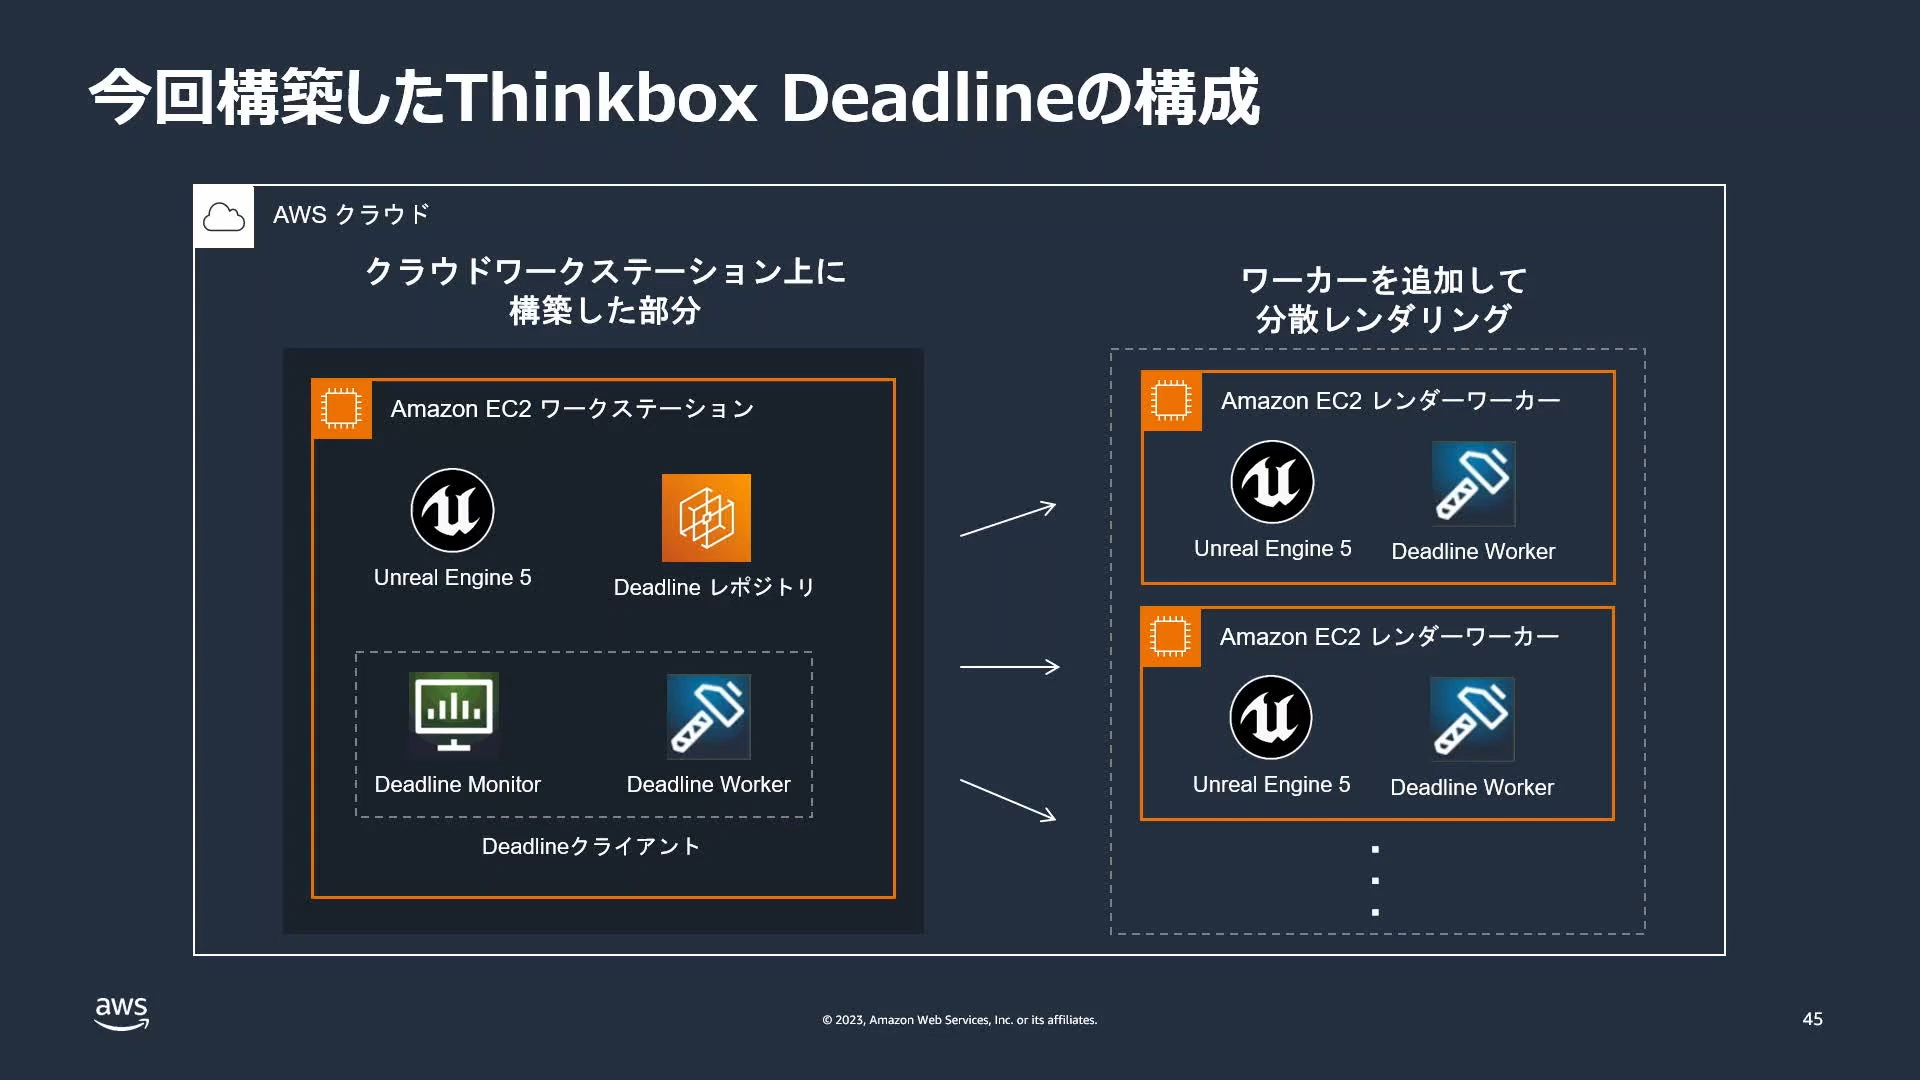 今回構築したThinkbox Deadlineの構成
AWS クラウド
クラウドワークステーション上に
構築した部分
Amazon EC2 ワークステーション
Unreal Engine 5
Deadline レポジトリ
Deadline Monitor
Deadline Worker
Deadlineクライアント
ワーカーを追加して
分散レンダリング
Amazon EC2 レンダーワーカー
Unreal Engine 5
Deadline Worker
Amazon EC2 レンダーワーカー
Unreal Engine 5
Deadline Worker
aws
© 2023, Amazon Web Services, Inc. or its affiliates.
45